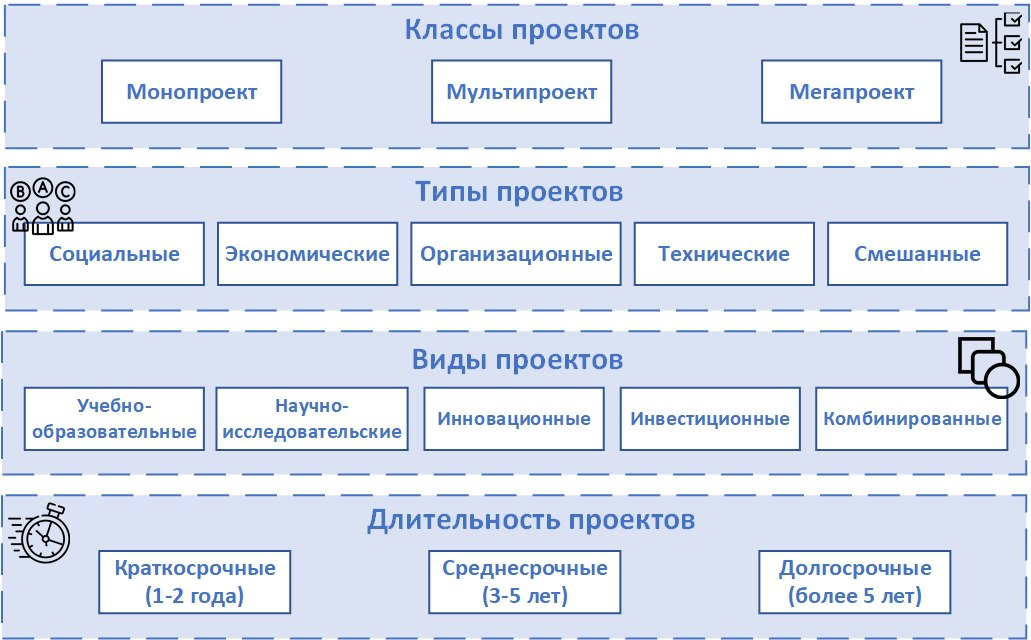 Классы проектов
Монопроект
Мультипроект
Мегапроект
B A C
Типы проектов
Социальные
Экономические
Организационные
Технические
Смешанные
Виды проектов
Учебно-
образовательные
Научно-
исследовательские
Инновационные
Инвестиционные
Комбинированные
Длительность проектов
Краткосрочные
(1-2 года)
Среднесрочные
(3-5 лет)
Долгосрочные
(более 5 лет)